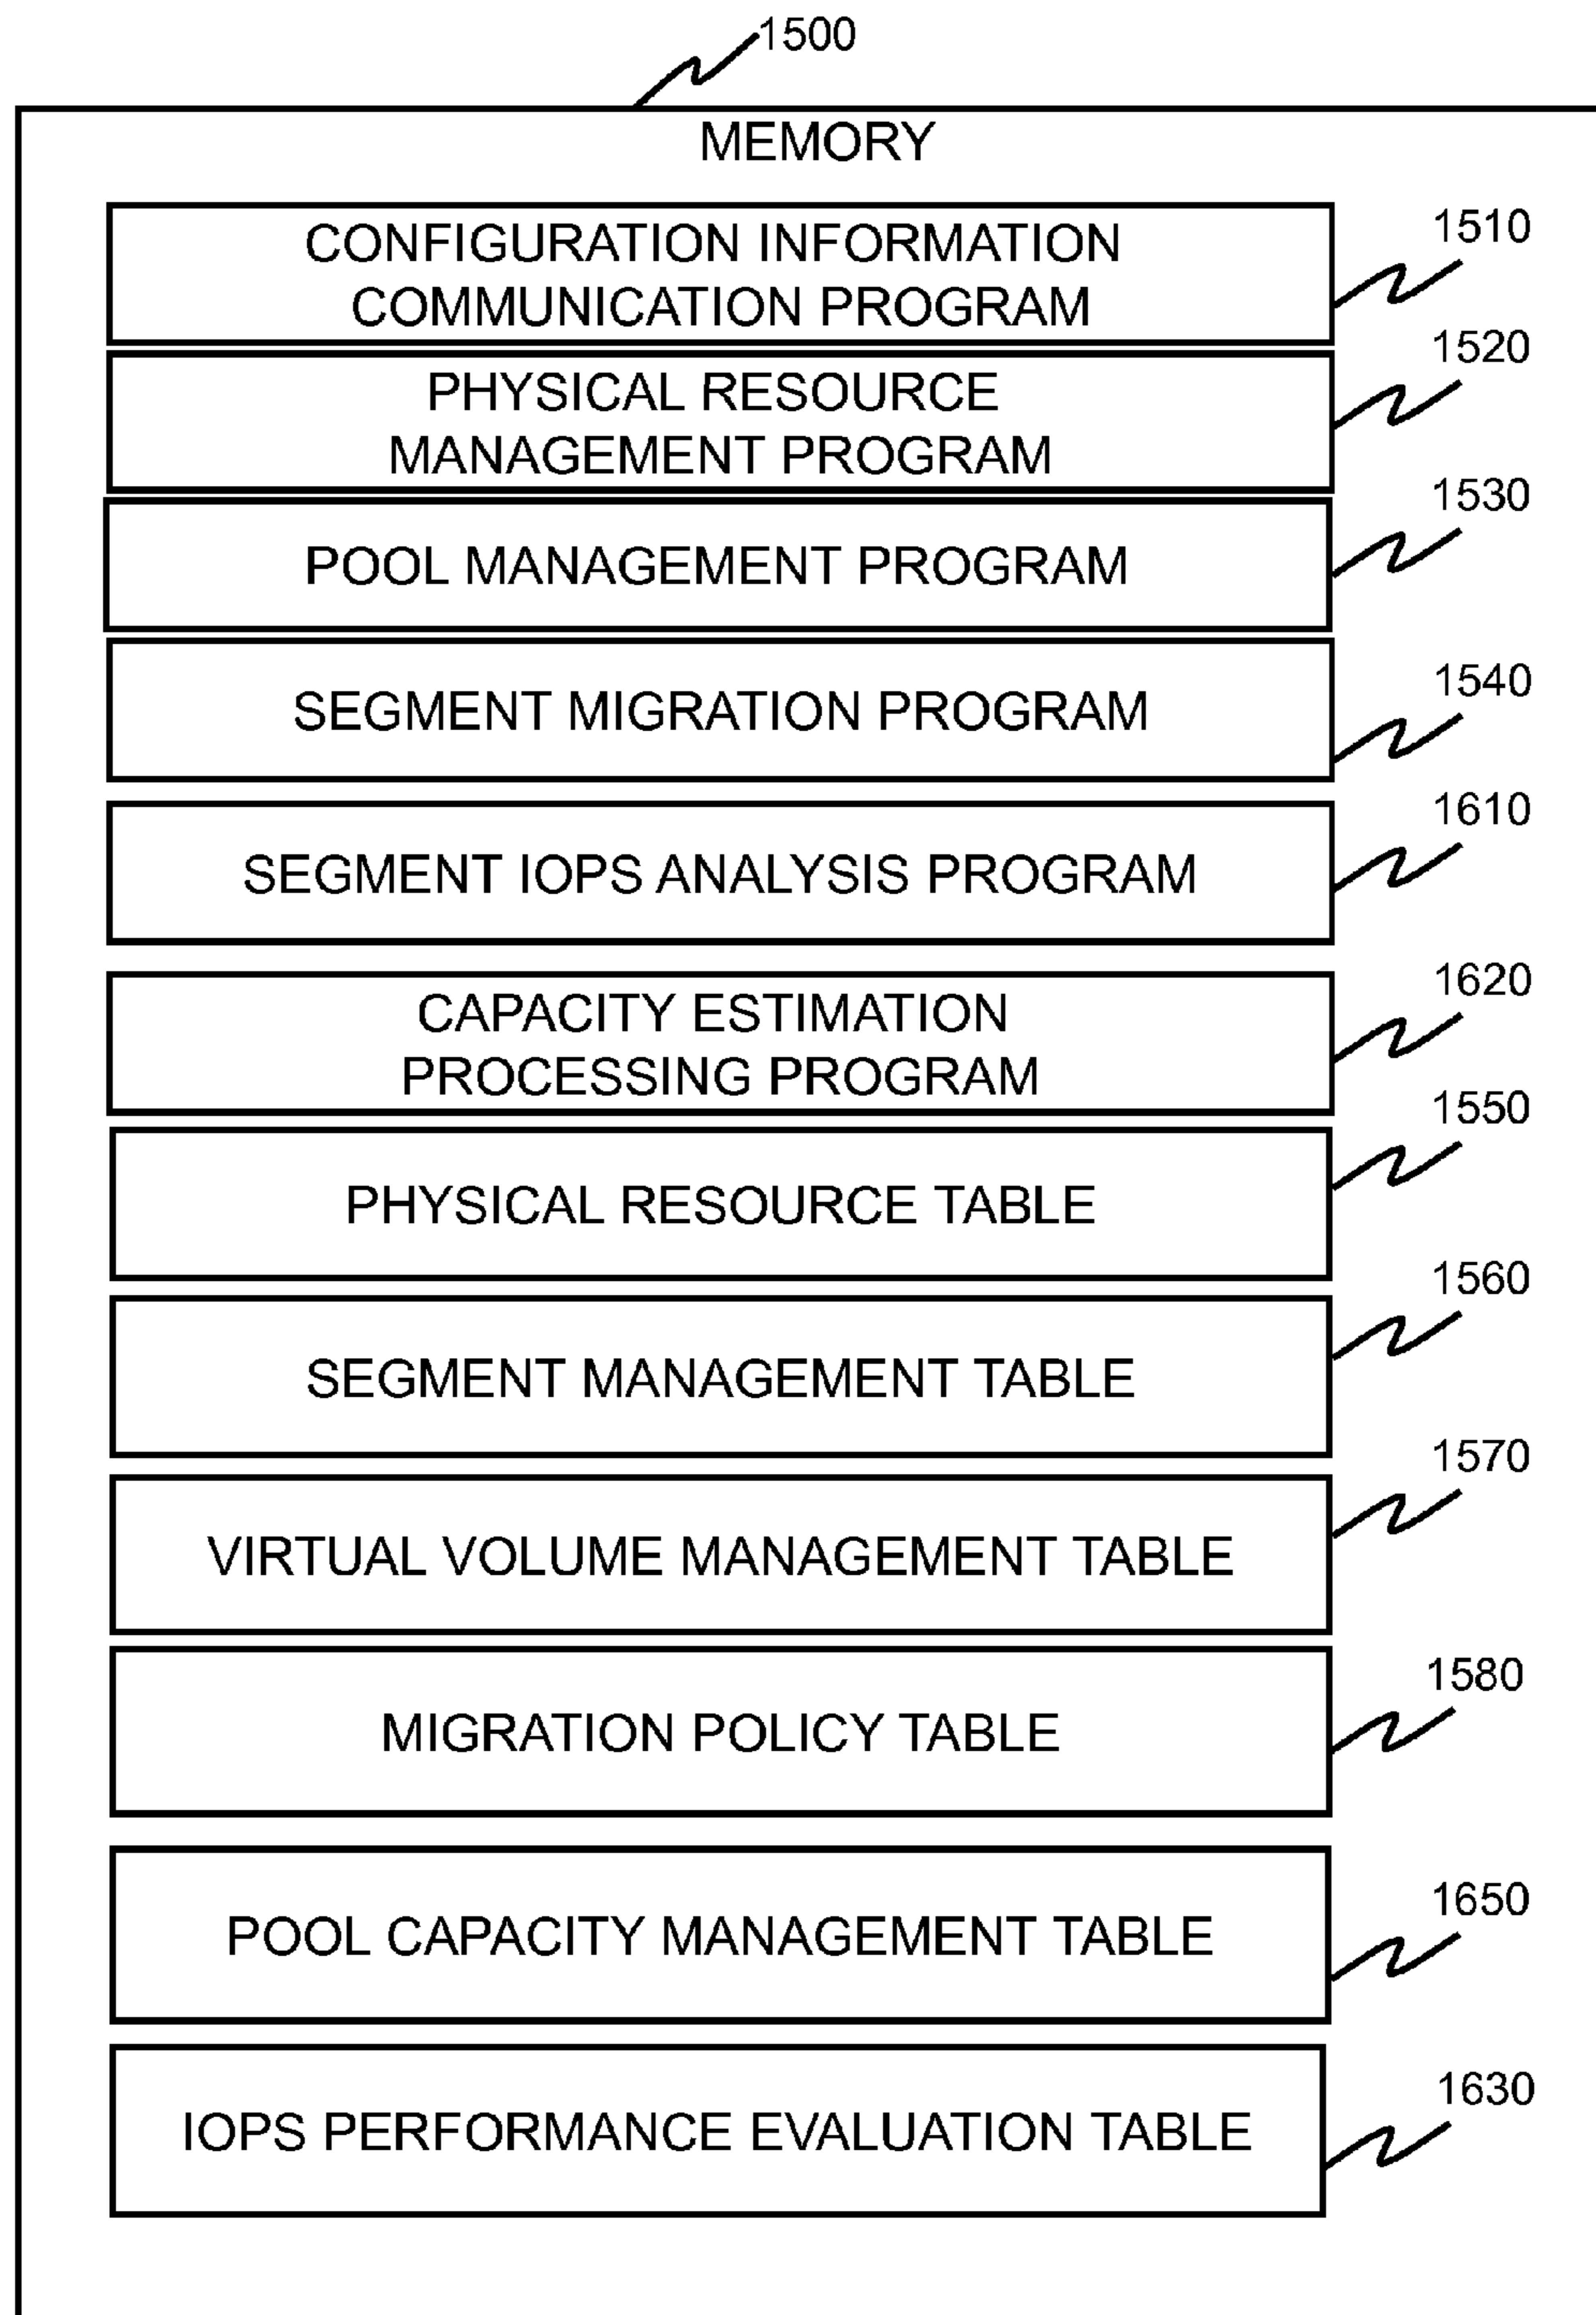 1500
MEMORY
CONFIGURATION INFORMATION
COMMUNICATION PROGRAM
1510
PHYSICAL RESOURCE
MANAGEMENT PROGRAM
1520
POOL MANAGEMENT PROGRAM
1530
SEGMENT MIGRATION PROGRAM
1540
SEGMENT IOPS ANALYSIS PROGRAM
1610
CAPACITY ESTIMATION
PROCESSING PROGRAM
1620
PHYSICAL RESOURCE TABLE
1550
SEGMENT MANAGEMENT TABLE
1560
VIRTUAL VOLUME MANAGEMENT TABLE
1570
MIGRATION POLICY TABLE
1580
POOL CAPACITY MANAGEMENT TABLE
1650
IOPS PERFORMANCE EVALUATION TABLE
1630